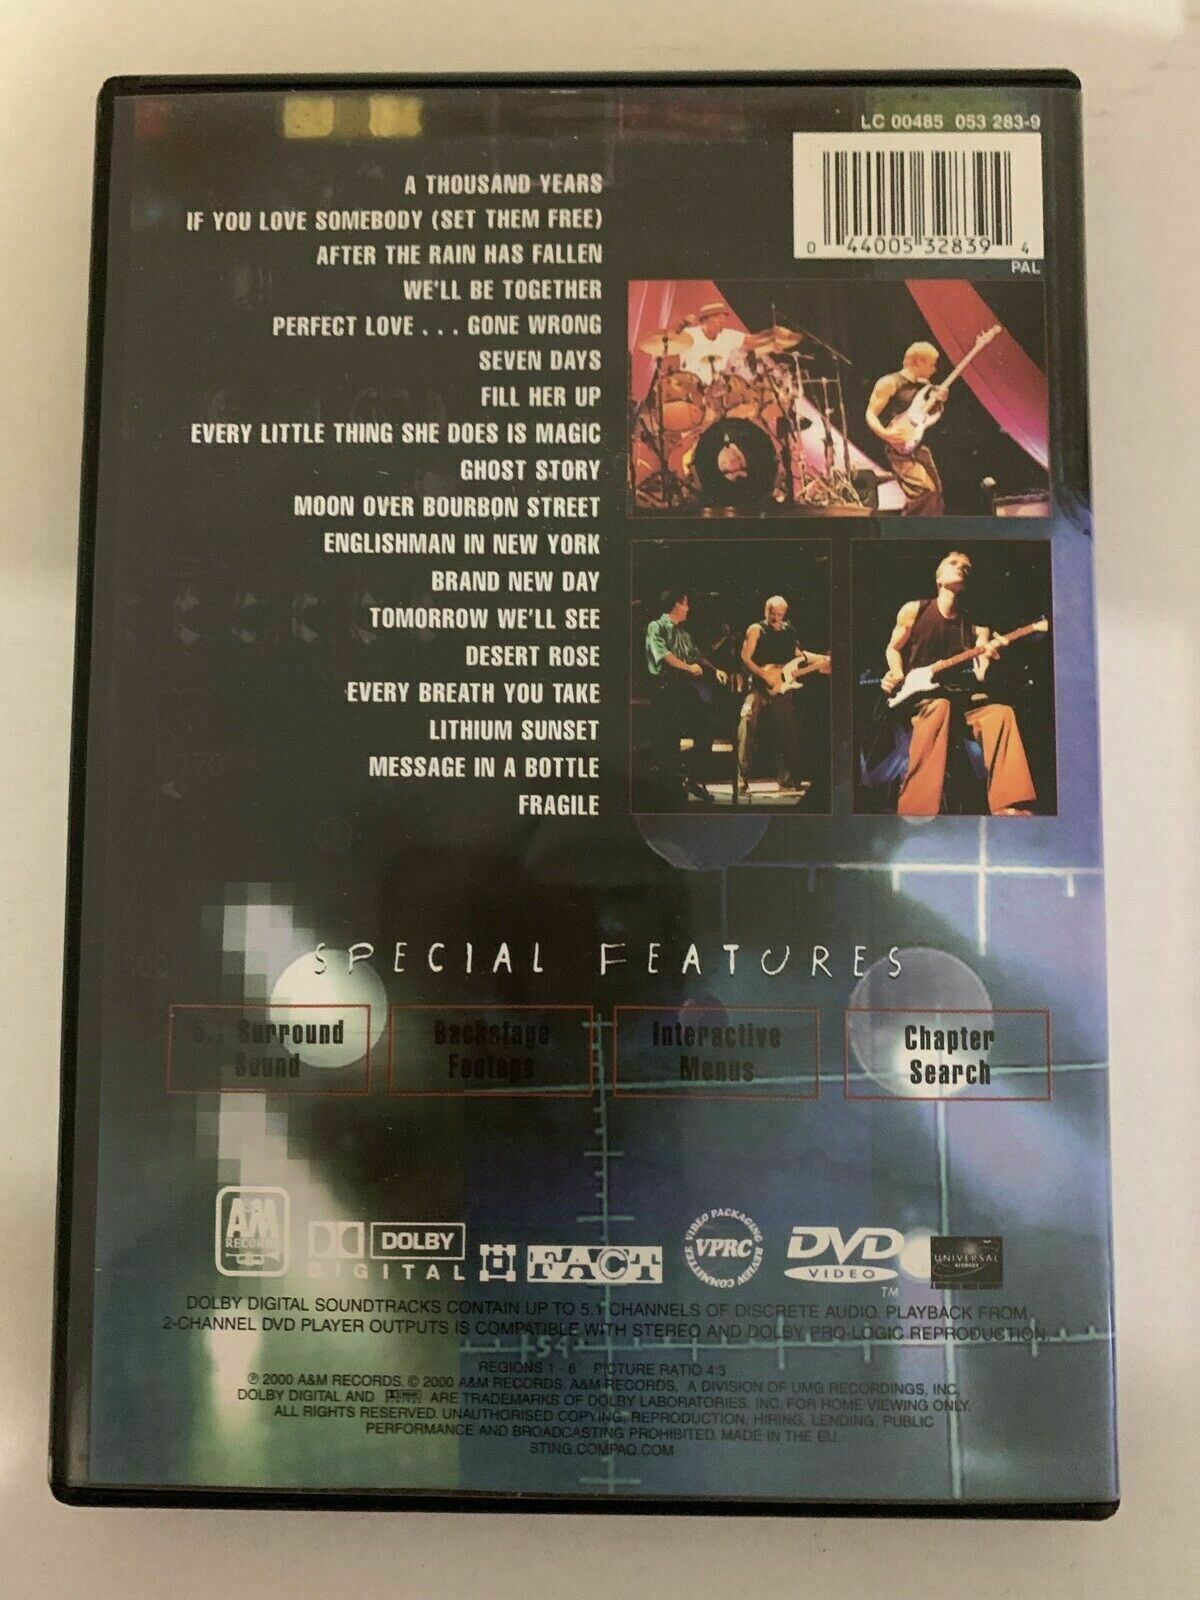 LC 00485 053 283-9
0 44005 32839 4
PAL
A THOUSAND YEARS
IF YOU LOVE SOMEBODY (SET THEM FREE)
AFTER THE RAIN HAS FALLEN
WE'LL BE TOGETHER
PERFECT LOVE . . . GONE WRONG
SEVEN DAYS
FILL HER UP
EVERY LITTLE THING SHE DOES IS MAGIC
GHOST STORY
MOON OVER BOURBON STREET
ENGLISHMAN IN NEW YORK
BRAND NEW DAY
TOMORROW WE'LL SEE
DESERT ROSE
EVERY BREATH YOU TAKE
LITHIUM SUNSET
MESSAGE IN A BOTTLE
FRAGILE
SPECIAL FEATURES
5.1 Surround
Sound
Backstage
Footage
Interactive
Menus
Chapter
Search
A&M
RECORDS
DOLBY
DIGITAL
FACT
VIDEO PACKAGING REVIEW COMMITTEE
VPRC
DVD
VIDEO
TM
UNIVERSAL
DOLBY DIGITAL SOUNDTRACKS CONTAIN UP TO 5.1 CHANNELS OF DISCRETE AUDIO. PLAYBACK FROM
2-CHANNEL DVD PLAYER OUTPUTS IS COMPATIBLE WITH STEREO AND DOLBY PRO-LOGIC REPRODUCTION
REGIONS 1 - 6 PICTURE RATIO 4:3
℗ 2000 A&M RECORDS. © 2000 A&M RECORDS. A&M RECORDS, A DIVISION OF UMG RECORDINGS, INC.
DOLBY DIGITAL AND ARE TRADEMARKS OF DOLBY LABORATORIES, INC. FOR HOME VIEWING ONLY.
ALL RIGHTS RESERVED. UNAUTHORISED COPYING, REPRODUCTION, HIRING, LENDING, PUBLIC
PERFORMANCE AND BROADCASTING PROHIBITED. MADE IN THE EU.
STING.COMPAQ.COM